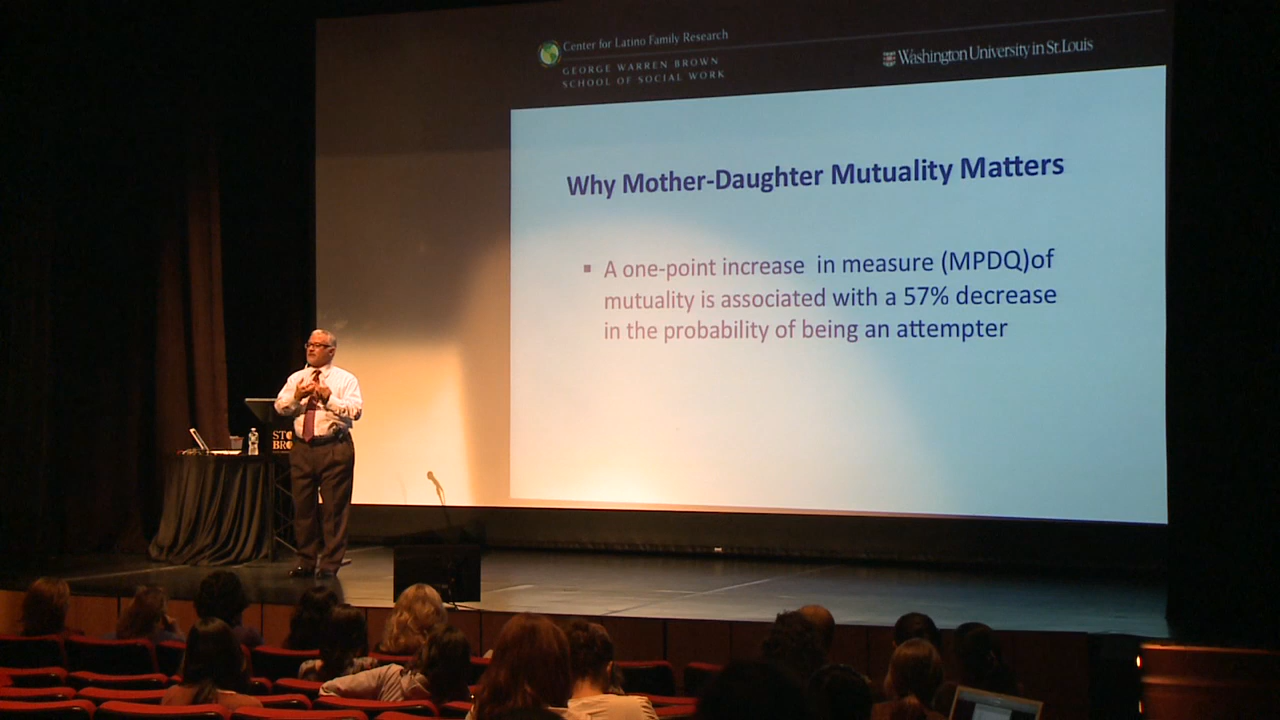 Center for Latino Family Research
GEORGE WARREN BROWN
SCHOOL OF SOCIAL WORK
Washington University in St. Louis
Why Mother-Daughter Mutuality Matters
▪ A one-point increase  in measure (MPDQ)of
mutuality is associated with a 57% decrease
in the probability of being an attempter
STO
BRO